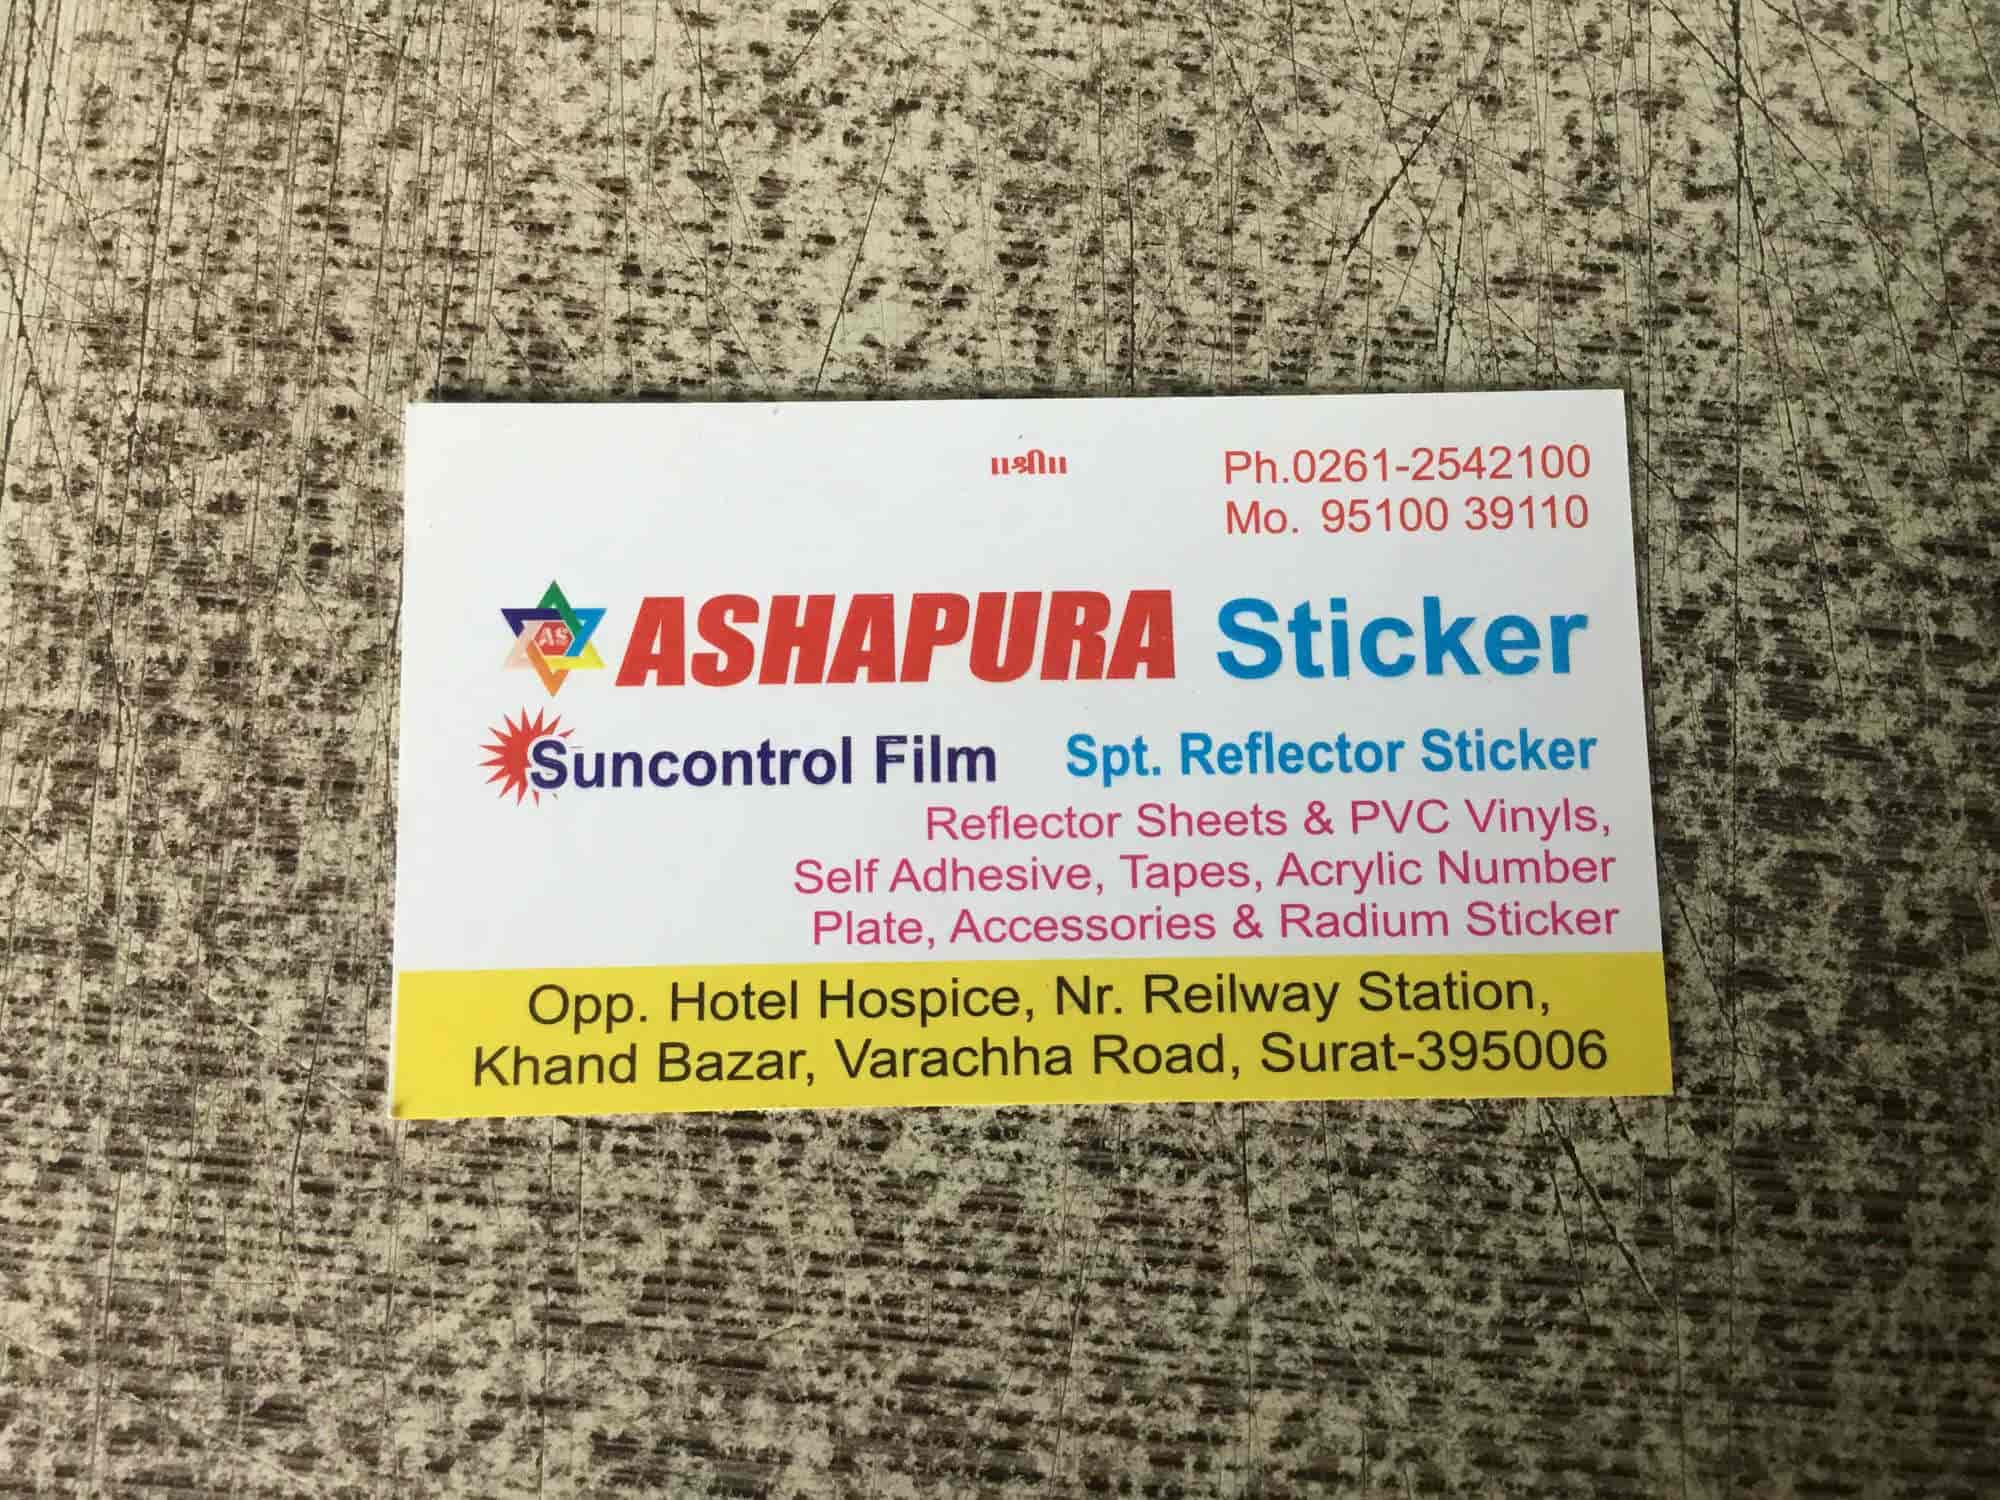 ॥श्री॥
Ph.0261-2542100
Mo. 95100 39110
AS ASHAPURA Sticker
Suncontrol Film Spt. Reflector Sticker
Reflector Sheets & PVC Vinyls,
Self Adhesive, Tapes, Acrylic Number
Plate, Accessories & Radium Sticker
Opp. Hotel Hospice, Nr. Reilway Station,
Khand Bazar, Varachha Road, Surat-395006